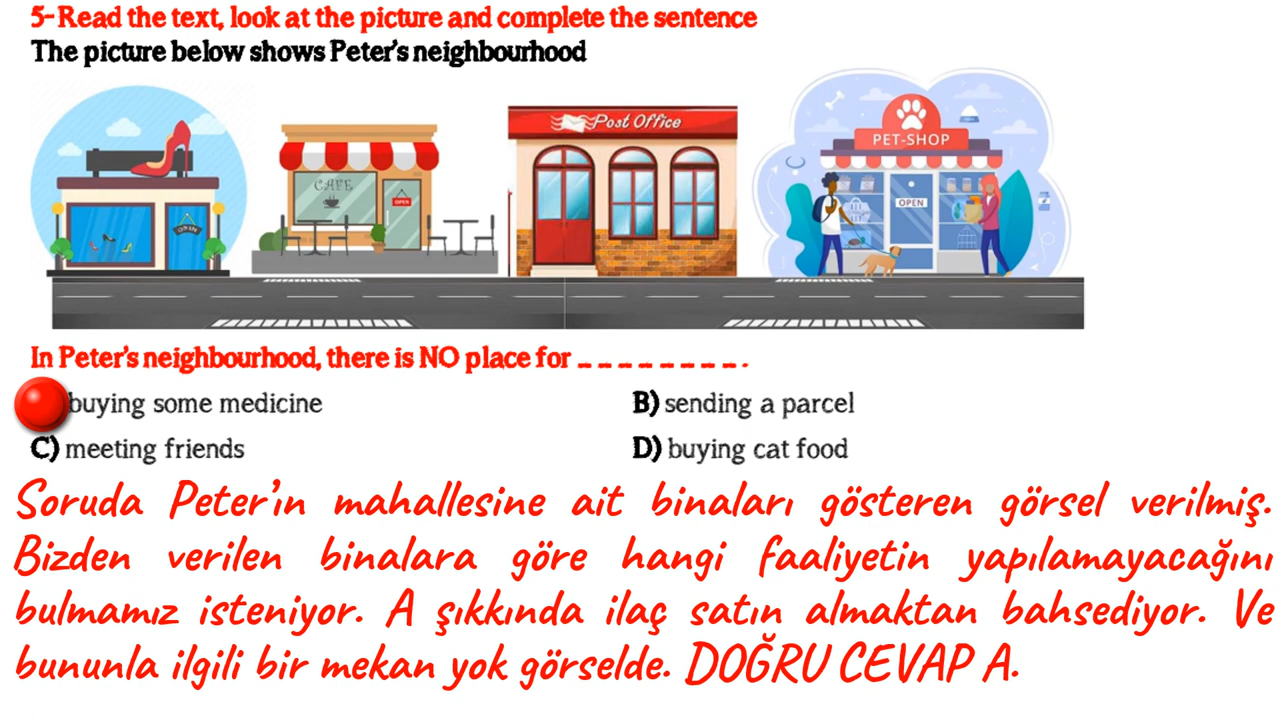 5- Read the text, look at the picture and complete the sentence
The picture below shows Peter's neighbourhood
CAFE
OPEN
Post Office
PET-SHOP
OPEN
OPEN
In Peter's neighbourhood, there is NO place for _ _ _ _ _ _ _ _ _ .
buying some medicine
B) sending a parcel
C) meeting friends
D) buying cat food
Soruda Peter'in mahallesine ait binaları gösteren görsel verilmiş.
Bizden verilen binalara göre hangi faaliyetin yapılamayacağını
bulmamız isteniyor. A şıkkında ilaç satın almaktan bahsediyor. Ve
bununla ilgili bir mekan yok görselde. DOĞRU CEVAP A.